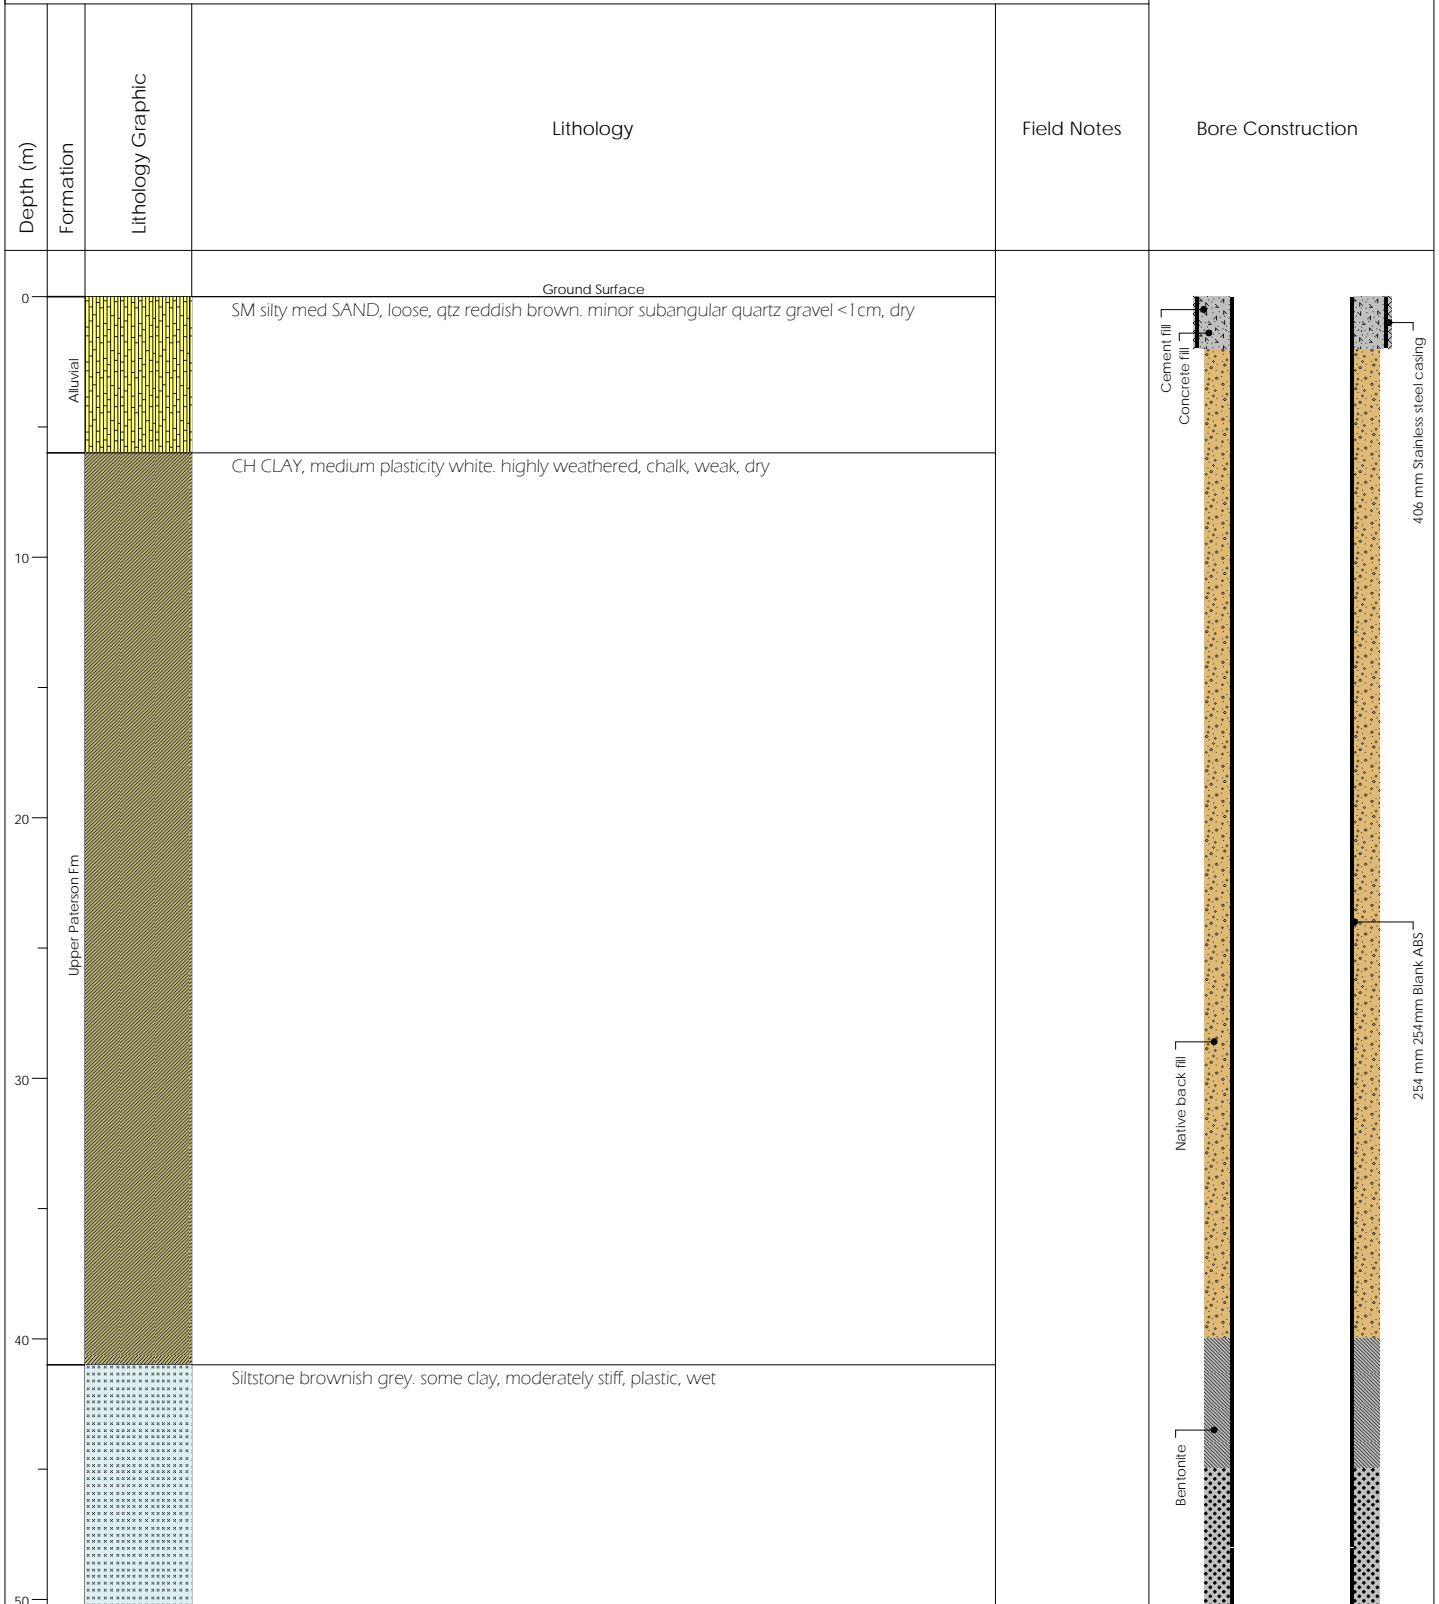 Depth (m)
Formation
Lithology Graphic
Lithology
Field Notes
Bore Construction
Ground Surface
0
SM silty med SAND, loose, qtz reddish brown. minor subangular quartz gravel <1cm, dry
Alluvial
Cement fill
Concrete fill
406 mm Stainless steel casing
CH CLAY, medium plasticity white. highly weathered, chalk, weak, dry
10
20
Upper Paterson Fm
254 mm 254mm Blank ABS
Native back fill
30
40
Siltstone brownish grey. some clay, moderately stiff, plastic, wet
Bentonite
50